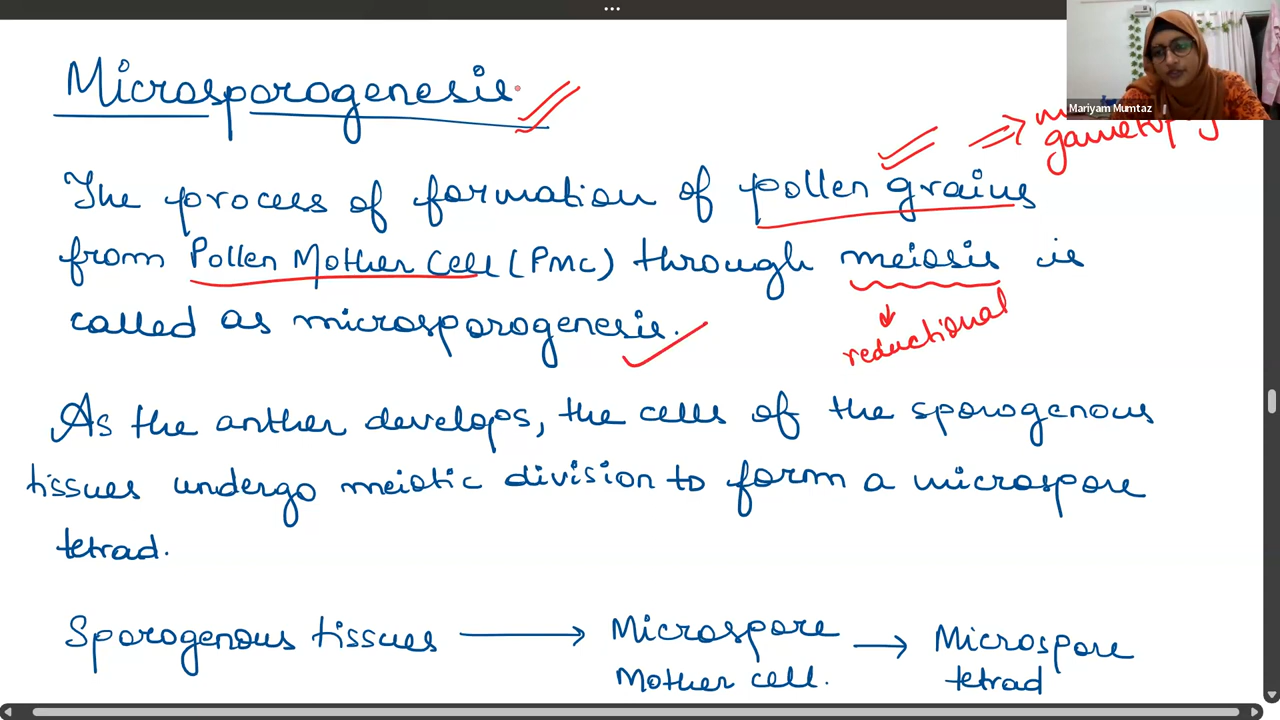 Microsporogenesis
Mariyam Mumtaz
The process of formation of pollen grains
from Pollen Mother Cell (PMC) through meiosis is
called as microsporogenesis.
reductional
As the anther develops, the cells of the sporogenous
tissues undergo meiotic division to form a microspore
tetrad.
Sporogenous tissues → Microspore → Microspore
Mother cell. tetrad